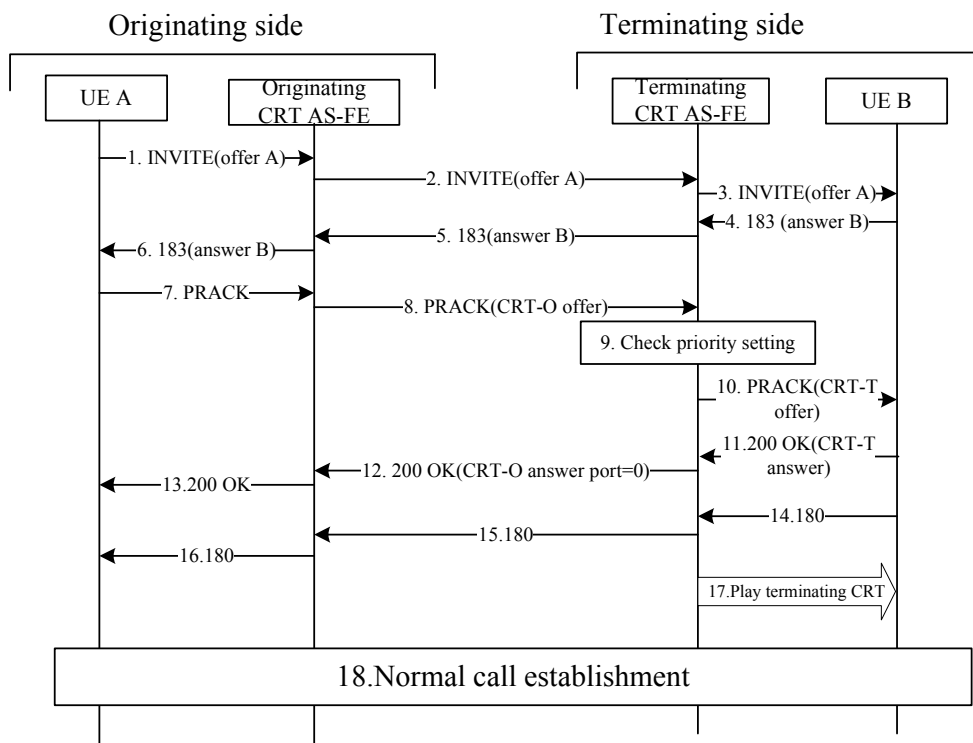 Originating side
Terminating side
UE A
Originating
CRT AS-FE
Terminating
CRT AS-FE
UE B
1. INVITE(offer A)
2. INVITE(offer A)
3. INVITE(offer A)
4. 183 (answer B)
5. 183(answer B)
6. 183(answer B)
7. PRACK
8. PRACK(CRT-O offer)
9. Check priority setting
10. PRACK(CRT-T
offer)
11.200 OK(CRT-T
answer)
12. 200 OK(CRT-O answer port=0)
13.200 OK
14.180
15.180
16.180
17.Play terminating CRT
18.Normal call establishment